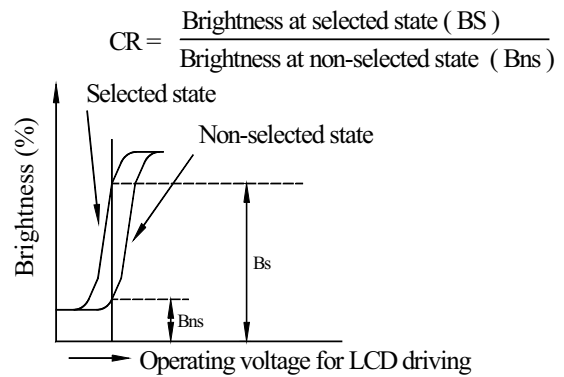 CR = Brightness at selected state ( BS )
Brightness at non-selected state ( Bns )
Selected state
Non-selected state
Brightness (%)
Bs
Bns
Operating voltage for LCD driving